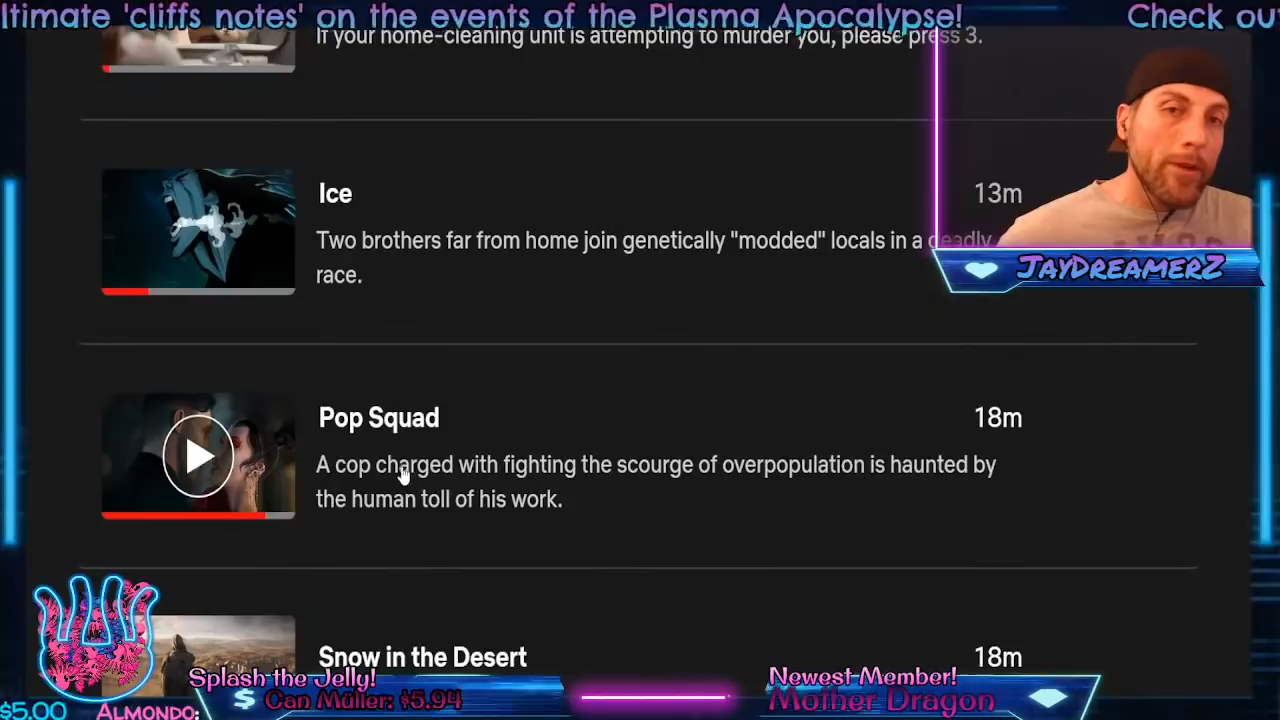 ltimate 'cliffs notes' on the events of the Plasma Apocalypse!
Check ou
If your home-cleaning unit is attempting to murder you, please press 3.
Ice
13m
Two brothers far from home join genetically "modded" locals in a deadly
race.
JayDreamerZ
Pop Squad
18m
A cop charged with fighting the scourge of overpopulation is haunted by
the human toll of his work.
Snow in the Desert
18m
Splash the Jelly!
$ Can Müller: $5.94
Newest Member!
Mother Dragon
$5.00
Almondo: